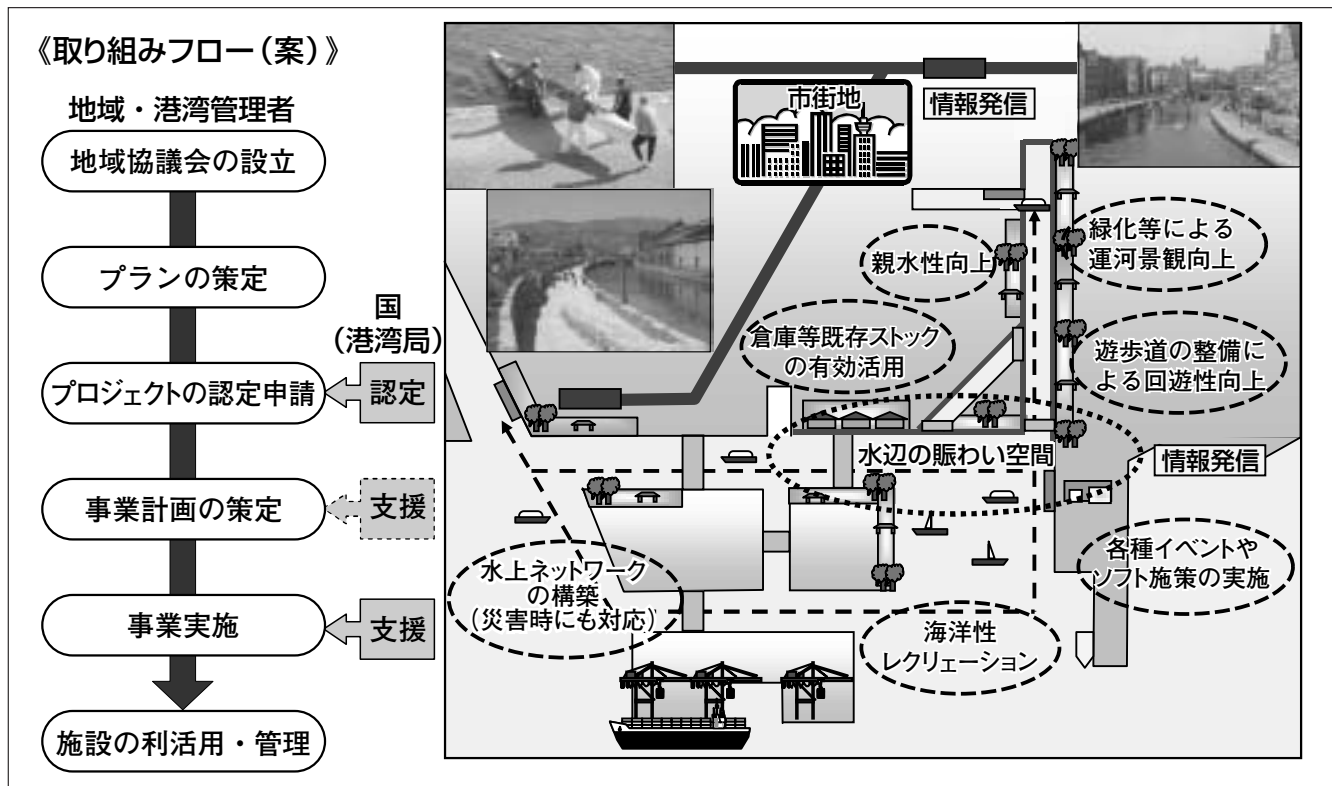 《取り組みフロー（案）》
地域・港湾管理者
地域協議会の設立
プランの策定
国
（港湾局）
プロジェクトの認定申請
認定
事業計画の策定
支援
事業実施
支援
施設の利活用・管理
市街地
情報発信
親水性向上
緑化等による
運河景観向上
倉庫等既存ストック
の有効活用
遊歩道の整備に
よる回遊性向上
水辺の賑わい空間
情報発信
水上ネットワーク
の構築
（災害時にも対応）
各種イベントや
ソフト施策の実施
海洋性
レクリェーション